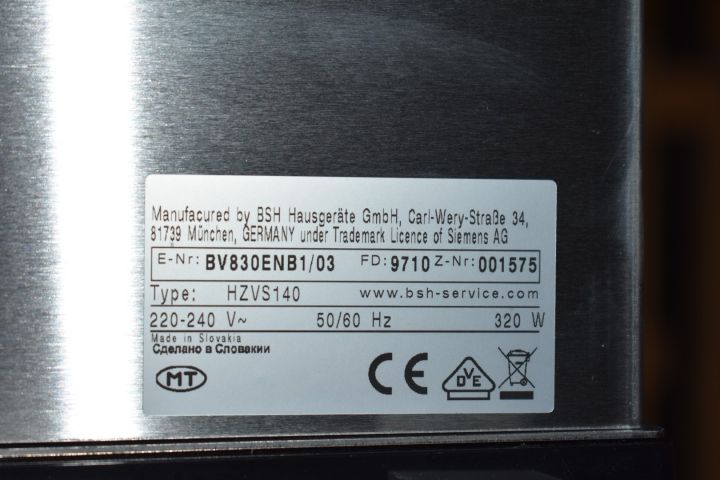 Manufacured by BSH Hausgeräte GmbH, Carl-Wery-Straße 34,
81739 München, GERMANY under Trademark Licence of Siemens AG
E-Nr: BV830ENB1/03 FD: 9710 Z-Nr: 001575
Type: HZVS140 www.bsh-service.com
220-240 V~ 50/60 Hz 320 W
Made in Slovakia
Сделано в Словакии
MT CE DVE